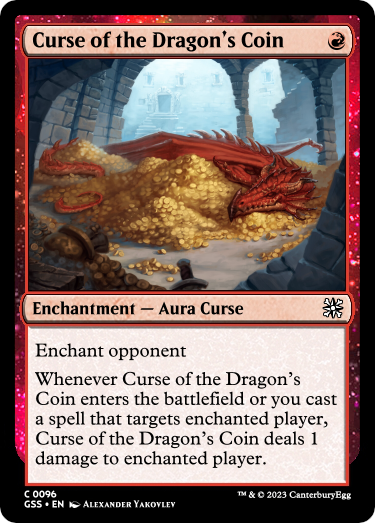 Curse of the Dragon's Coin
Enchantment — Aura Curse
Enchant opponent
Whenever Curse of the Dragon's
Coin enters the battlefield or you cast
a spell that targets enchanted player,
Curse of the Dragon's Coin deals 1
damage to enchanted player.
C 0096
GSS • EN Alexander Yakovlev
™ & © 2023 CanterburyEgg